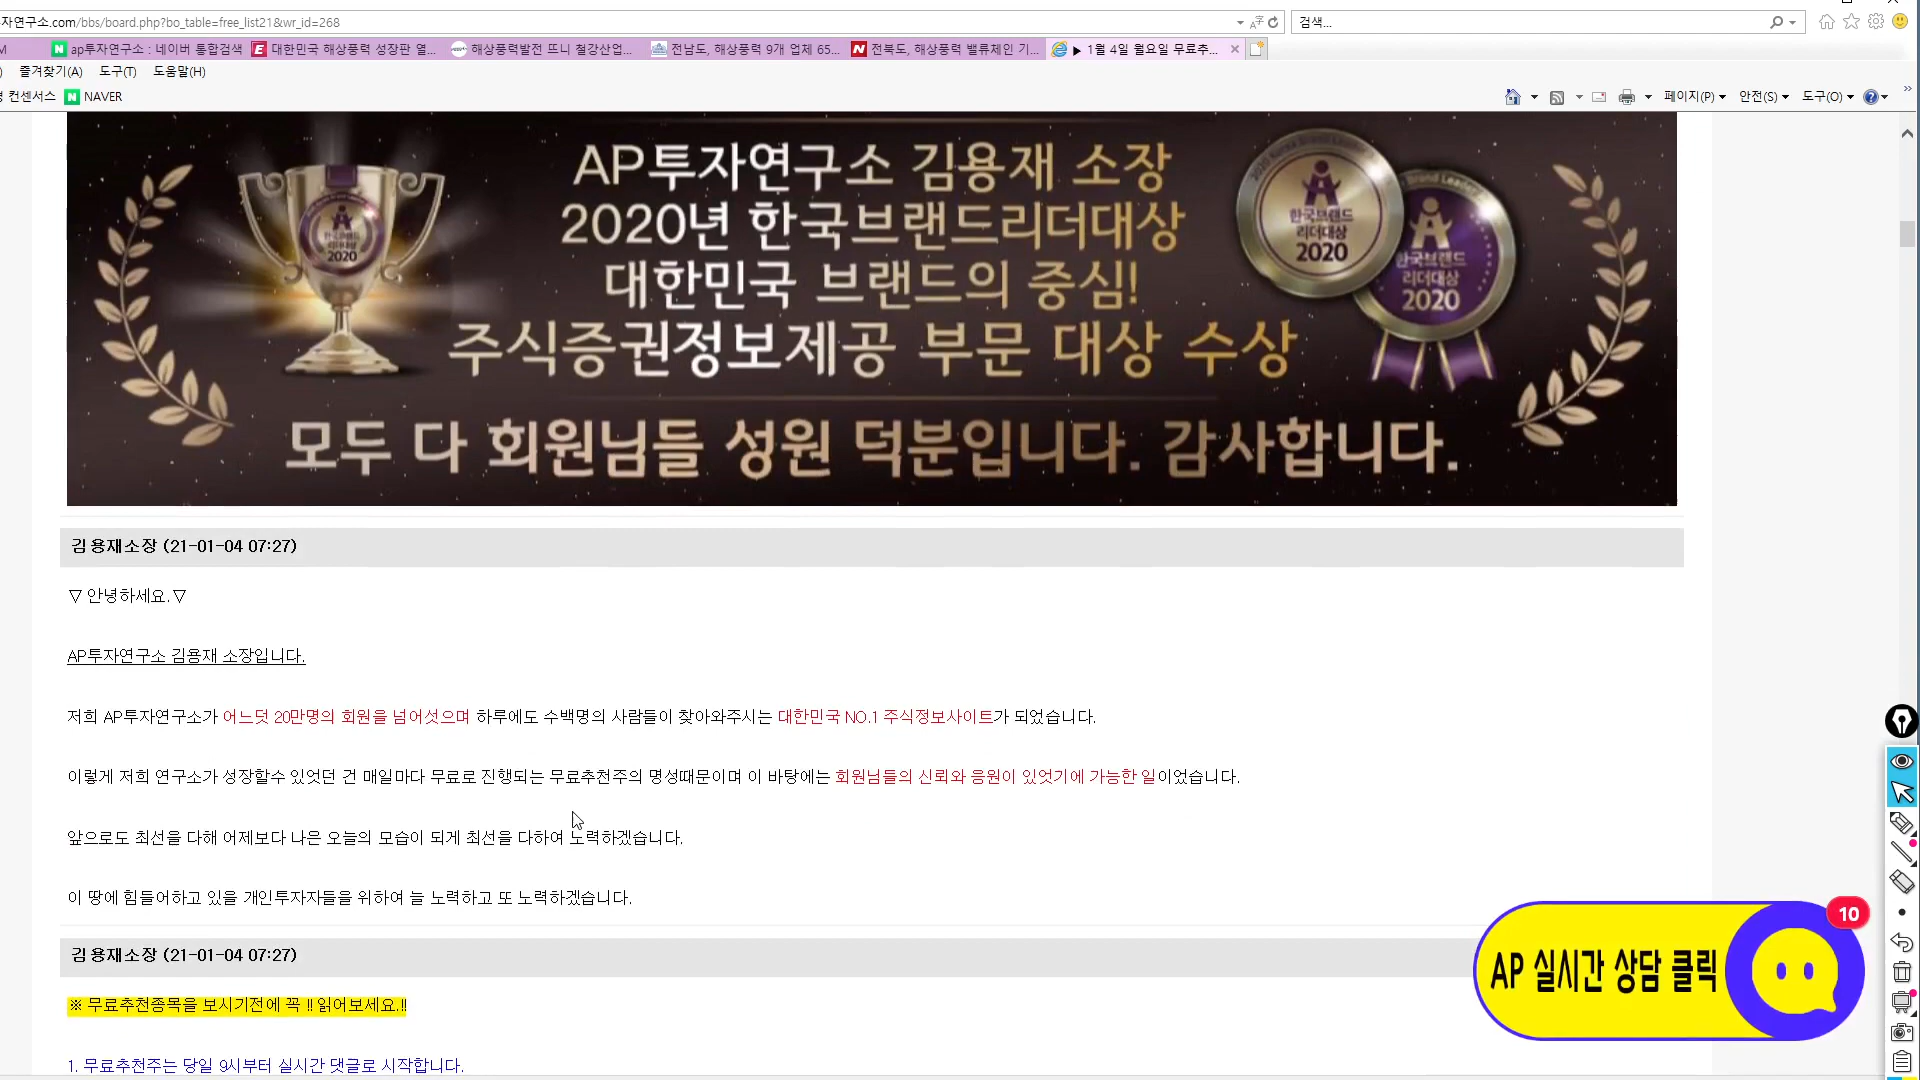 자연구소.com/bbs/board.php?bo_table=free_list21&wr_id=268
검색...
ap투자연구소 : 네이버 통합검색
대한민국 해상풍력 성장판 열...
해상풍력발전 뜨니 철강산업...
전남도, 해상풍력 9개 업체 65...
전북도, 해상풍력 밸류체인 기...
▶ 1월 4일 월요일 무료추...
즐겨찾기(A) 도구(T) 도움말(H)
컨센서스 NAVER
페이지(P) 안전(S) 도구(O)
AP투자연구소 김용재 소장
2020년 한국브랜드리더대상
대한민국 브랜드의 중심!
주식증권정보제공 부문 대상 수상
모두 다 회원님들 성원 덕분입니다. 감사합니다.
한국브랜드
리더대상
2020
한국브랜드
리더대상
2020
한국브랜드
리더대상
2020
김용재소장 (21-01-04 07:27)
▽ 안녕하세요.▽
AP투자연구소 김용재 소장입니다.
저희 AP투자연구소가 어느덧 20만명의 회원을 넘어섯으며 하루에도 수백명의 사람들이 찾아와주시는 대한민국 NO.1 주식정보사이트가 되었습니다.
이렇게 저희 연구소가 성장할수 있엇던 건 매일마다 무료로 진행되는 무료추천주의 명성때문이며 이 바탕에는 회원님들의 신뢰와 응원이 있엇기에 가능한 일이었습니다.
앞으로도 최선을 다해 어제보다 나은 오늘의 모습이 되게 최선을 다하여 노력하겠습니다.
이 땅에 힘들어하고 있을 개인투자자들을 위하여 늘 노력하고 또 노력하겠습니다.
김용재소장 (21-01-04 07:27)
※ 무료추천종목을 보시기전에 꼭 !! 읽어보세요.!!
1. 무료추천주는 당일 9시부터 실시간 댓글로 시작합니다.
AP 실시간 상담 클릭
10